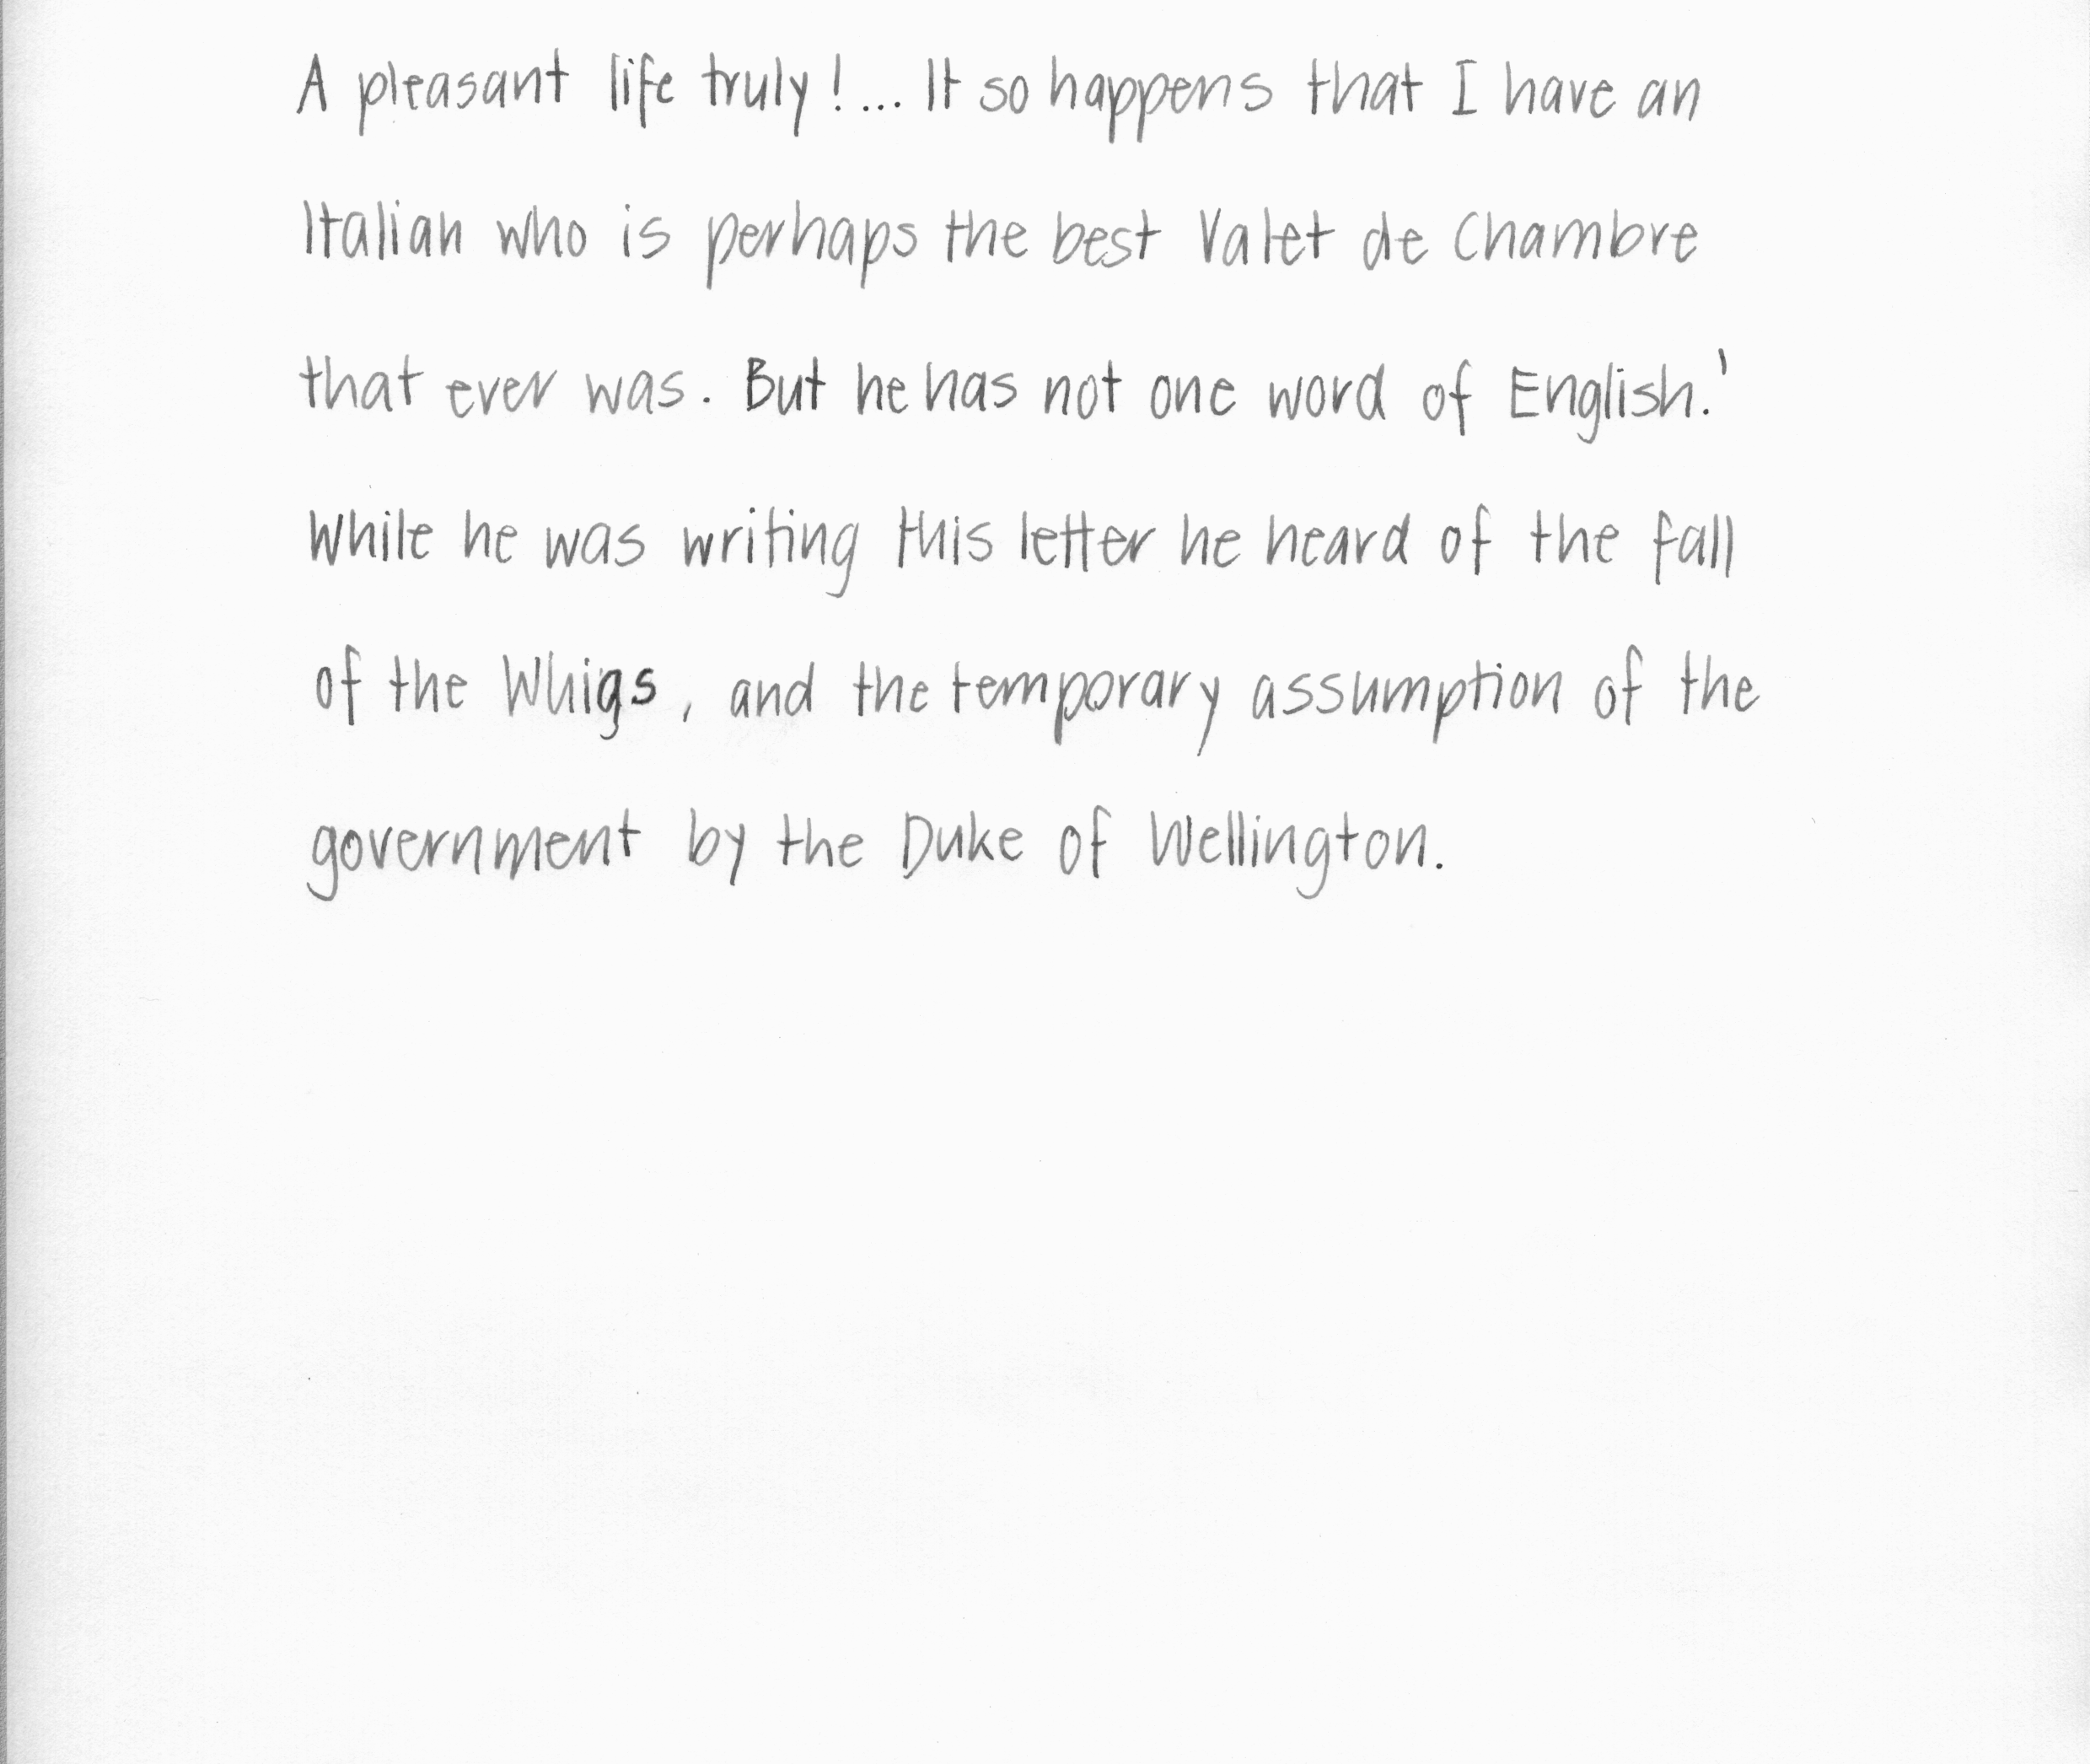 A pleasant life truly!... It so happens that I have an
Italian who is perhaps the best Valet de Chambre
that ever was. But he has not one word of English.'
While he was writing this letter he heard of the fall
of the Whigs, and the temporary assumption of the
government by the Duke of Wellington.